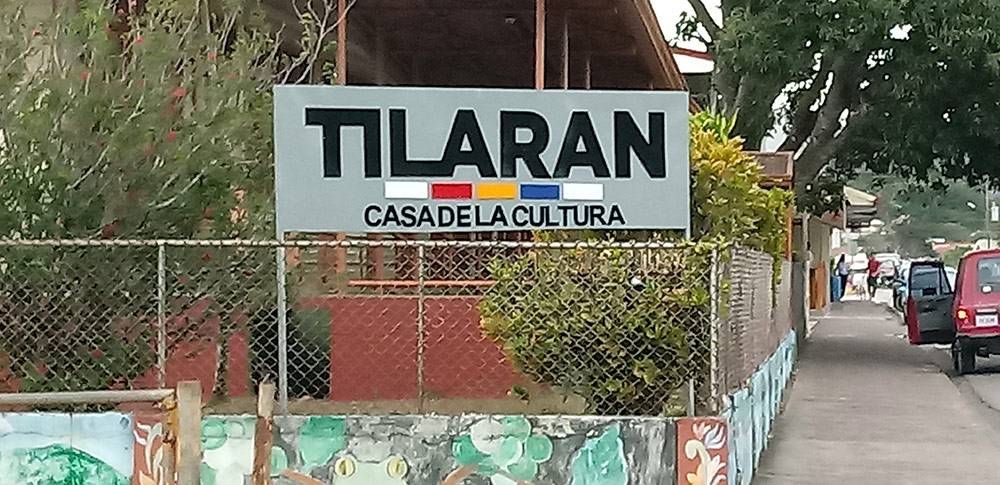 TILARAN
CASA DE LA CULTURA